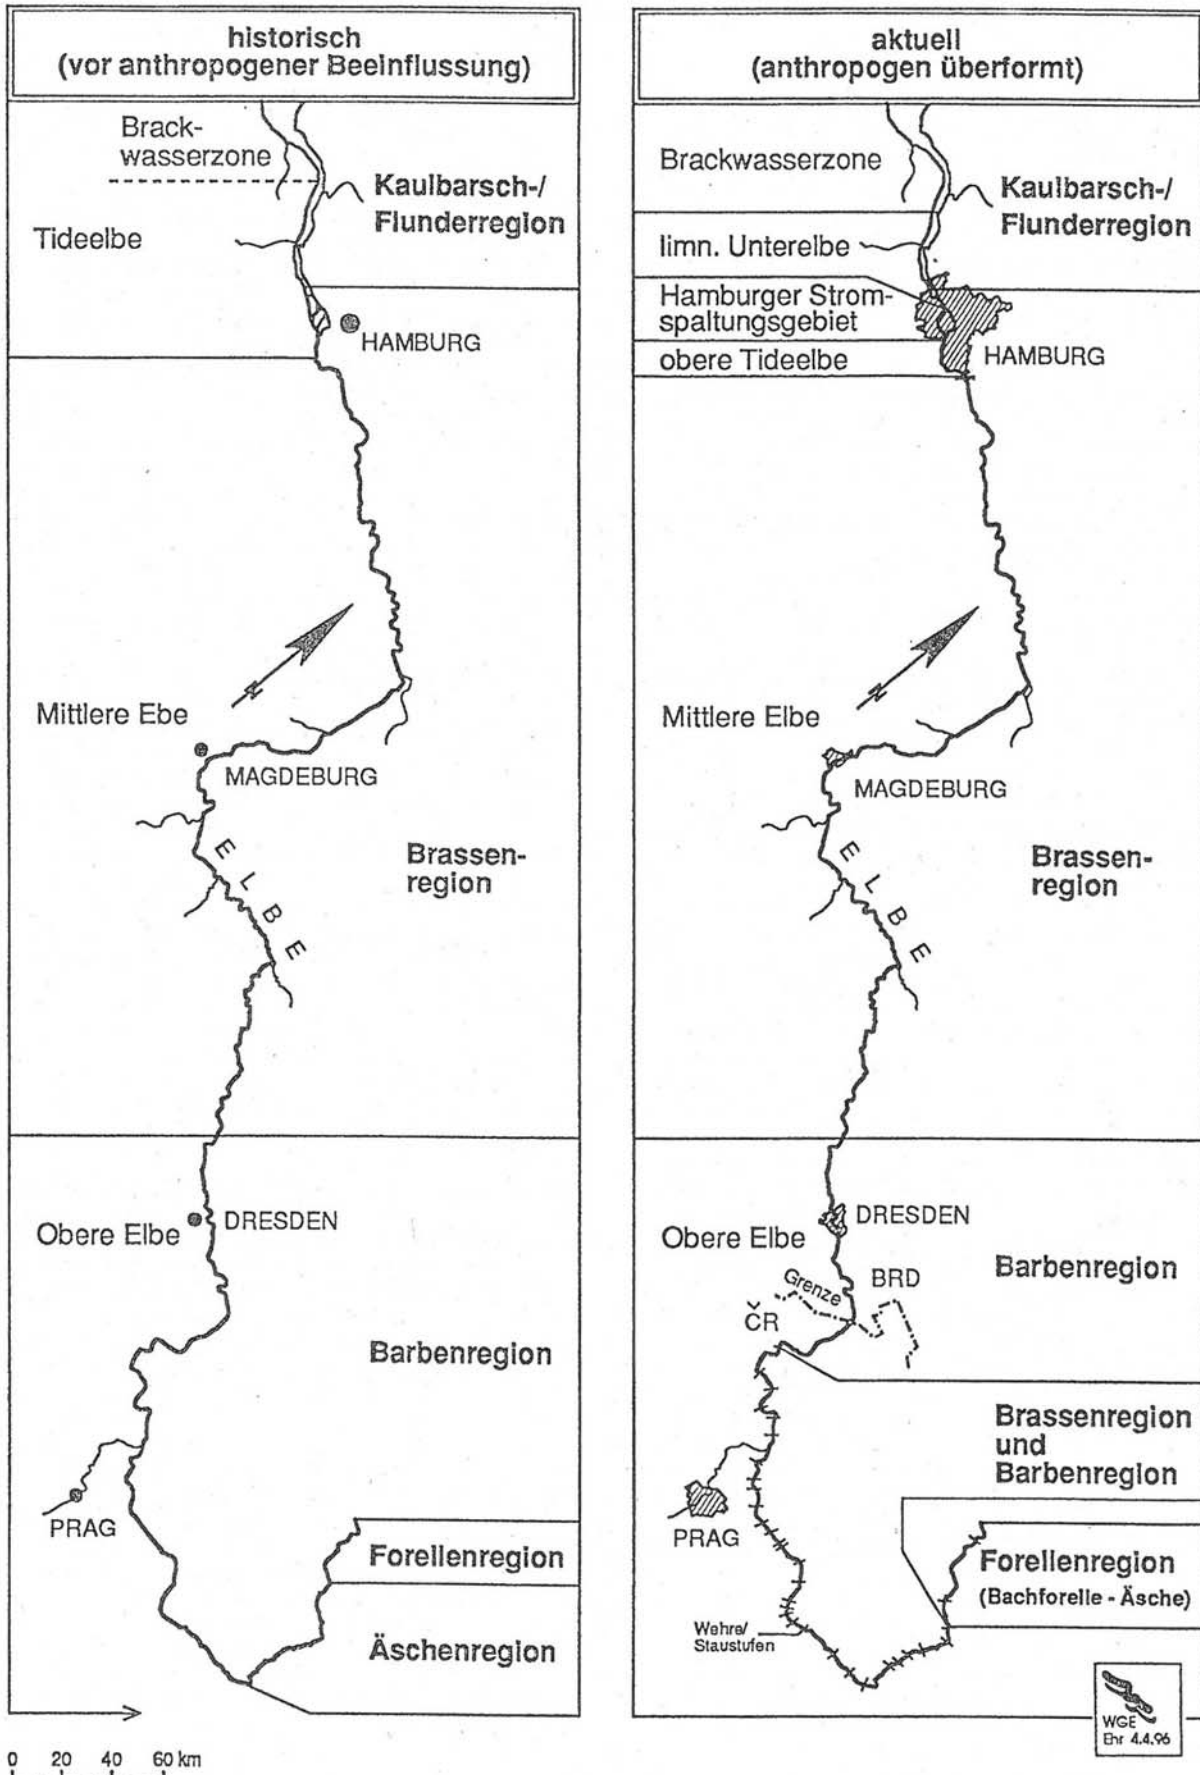 historisch
(vor anthropogener Beeinflussung)
Brack-
wasserzone
Kaulbarsch-/
Flunderregion
Tideelbe
HAMBURG
N
Mittlere Ebe
MAGDEBURG
ELBE
Brassen-
region
DRESDEN
Obere Elbe
Barbenregion
PRAG
Forellenregion
Äschenregion
0 20 40 60 km
aktuell
(anthropogen überformt)
Brackwasserzone
Kaulbarsch-/
Flunderregion
limn. Unterelbe
Hamburger Strom-
spaltungsgebiet
obere Tideelbe
HAMBURG
N
Mittlere Elbe
MAGDEBURG
ELBE
Brassen-
region
DRESDEN
Obere Elbe
Barbenregion
Grenze
BRD
ČR
Brassenregion
und
Barbenregion
PRAG
Forellenregion
(Bachforelle - Äsche)
Wehre/
Staustufen
WGE
Ehr 4.4.96